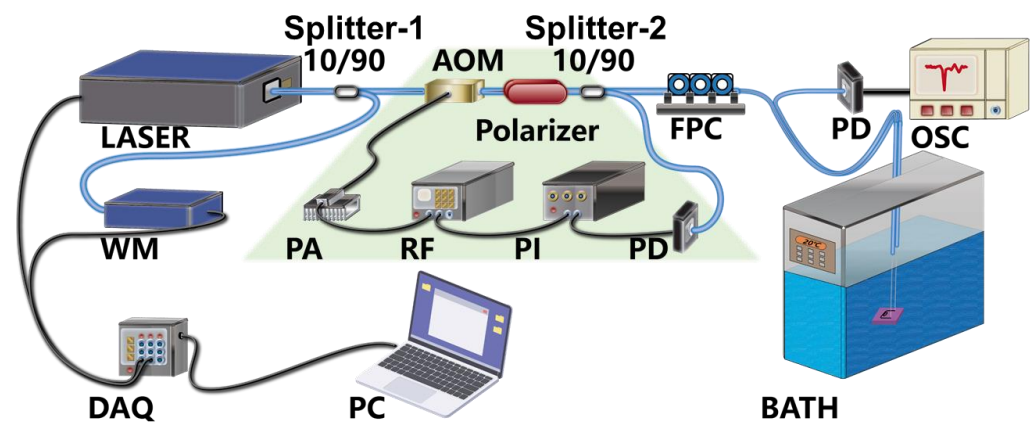 Splitter-1
10/90
Splitter-2
10/90
AOM
LASER
Polarizer
FPC
PD
OSC
WM
PA
RF
PI
PD
20°C
DAQ
PC
BATH